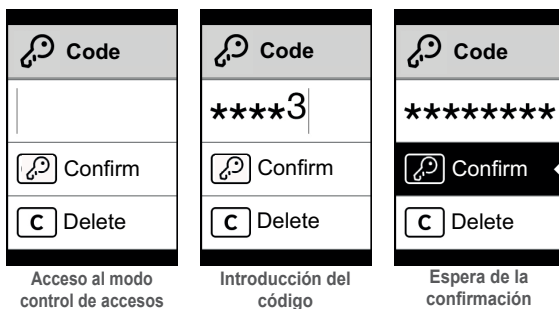 Code
Confirm
C Delete
Acceso al modo
control de accesos
Code
****3
Confirm
C Delete
Introducción del
código
Code
********
Confirm
C Delete
Espera de la
confirmación